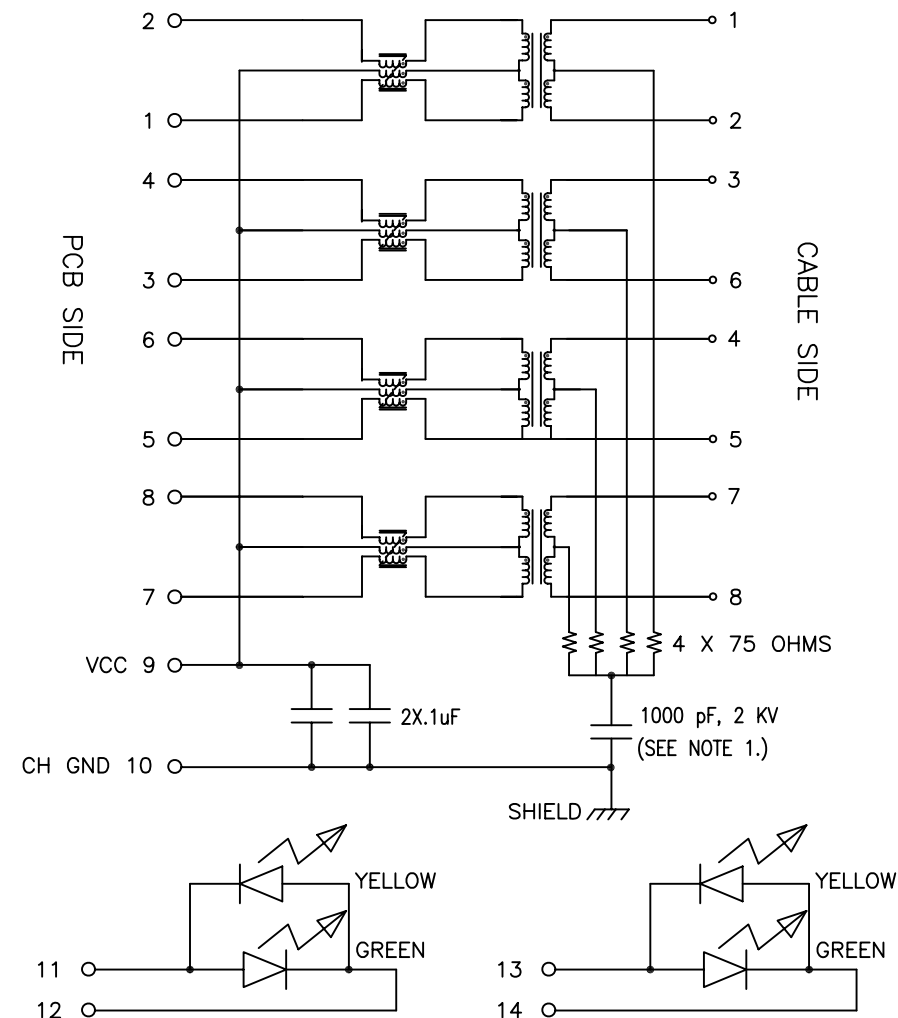 2 1
1 2
4 3
3 6
PCB SIDE
CABLE SIDE
6 4
5 5
8 7
7 8
4 X 75 OHMS
VCC 9
2X.1uF
1000 pF, 2 KV
(SEE NOTE 1.)
CH GND 10
SHIELD
YELLOW
GREEN
11
12
YELLOW
GREEN
13
14